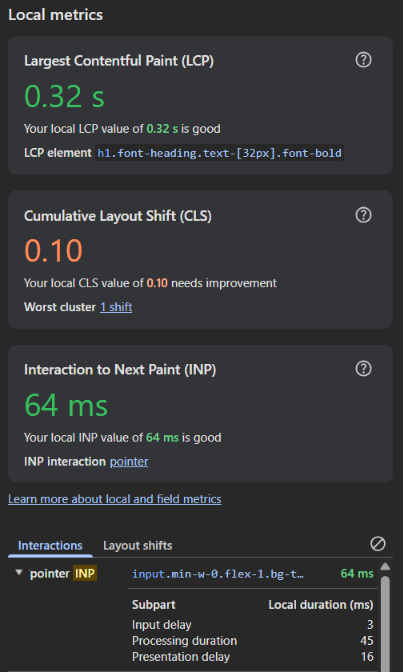 Local metrics
Largest Contentful Paint (LCP)
0.32 s
Your local LCP value of 0.32 s is good
LCP element h1.font-heading.text-[32px].font-bold
Cumulative Layout Shift (CLS)
0.10
Your local CLS value of 0.10 needs improvement
Worst cluster 1 shift
Interaction to Next Paint (INP)
64 ms
Your local INP value of 64 ms is good
INP interaction pointer
Learn more about local and field metrics
Interactions Layout shifts
pointer INP input.min-w-0.flex-1.bg-t… 64 ms
Subpart Local duration (ms)
Input delay 3
Processing duration 45
Presentation delay 16